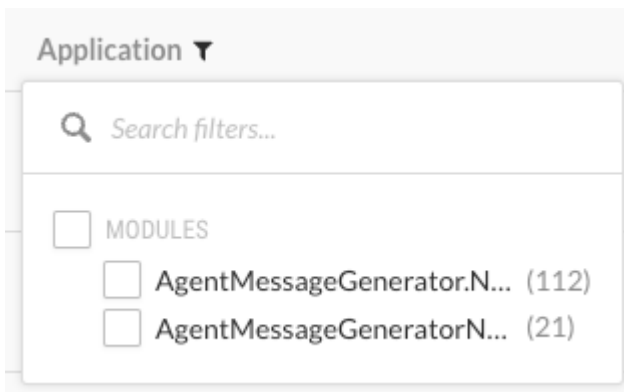 Application
Search filters...
MODULES
AgentMessageGenerator.N... (112)
AgentMessageGeneratorN... (21)